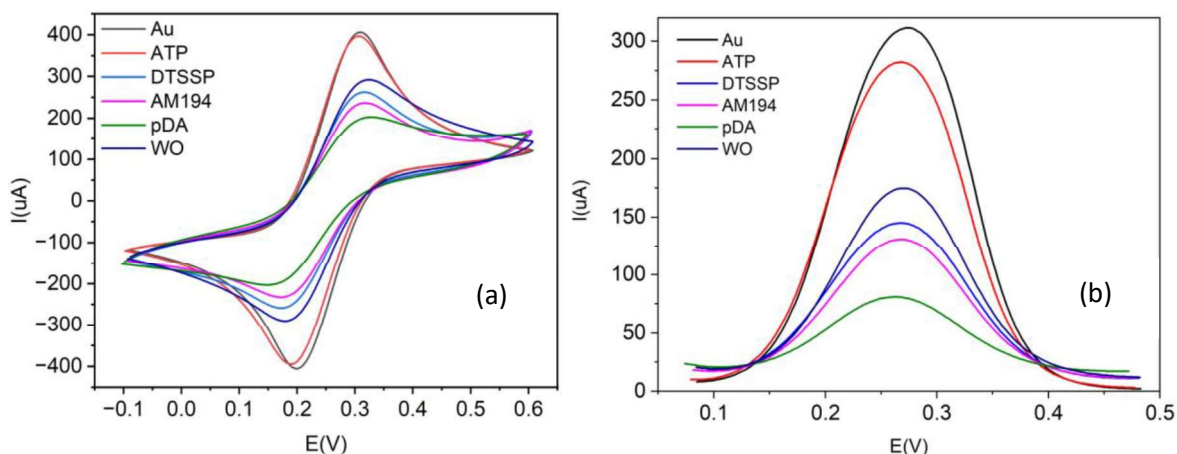 400
300
200
100
0
−100
−200
−300
−400
I(uA)
Au
ATP
DTSSP
AM194
pDA
WO
(a)
−0.1 0.0 0.1 0.2 0.3 0.4 0.5 0.6
E(V)
300
250
200
150
100
50
0
I(uA)
Au
ATP
DTSSP
AM194
pDA
WO
(b)
0.1 0.2 0.3 0.4 0.5
E(V)